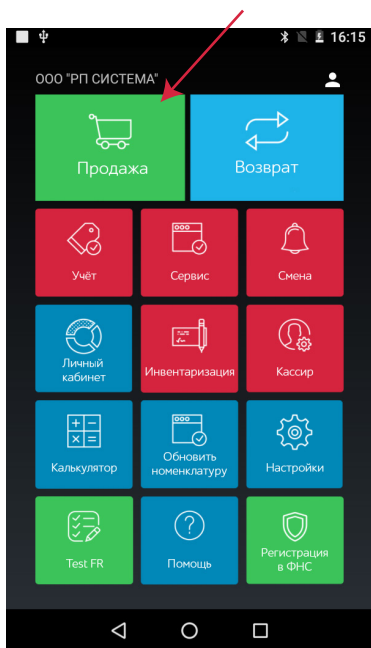 16:15
ООО "РП СИСТЕМА"
Продажа
Возврат
Учёт
Сервис
Смена
Личный
кабинет
Инвентаризация
Кассир
Калькулятор
Обновить
номенклатуру
Настройки
Test FR
Помощь
Регистрация
в ФНС